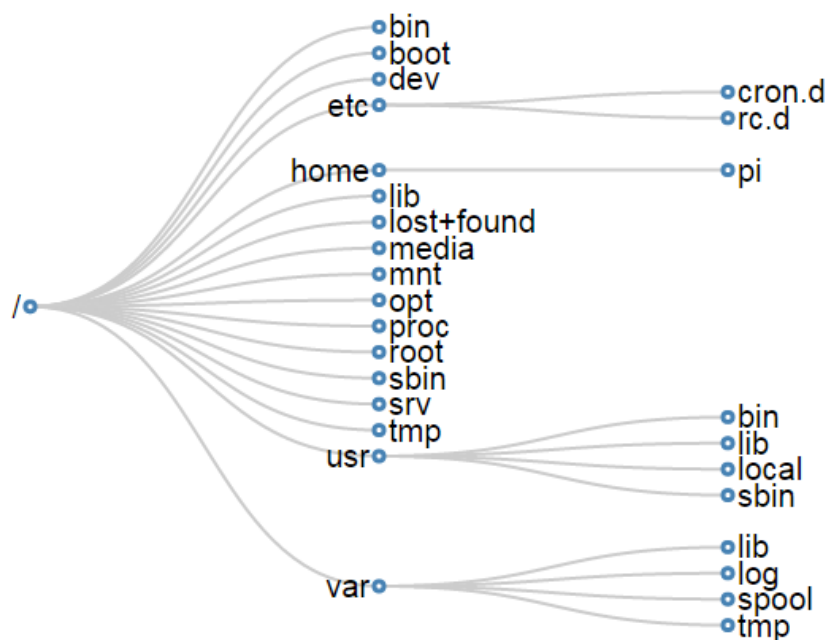 /
bin
boot
dev
etc
cron.d
rc.d
home
pi
lib
lost+found
media
mnt
opt
proc
root
sbin
srv
tmp
usr
bin
lib
local
sbin
var
lib
log
spool
tmp